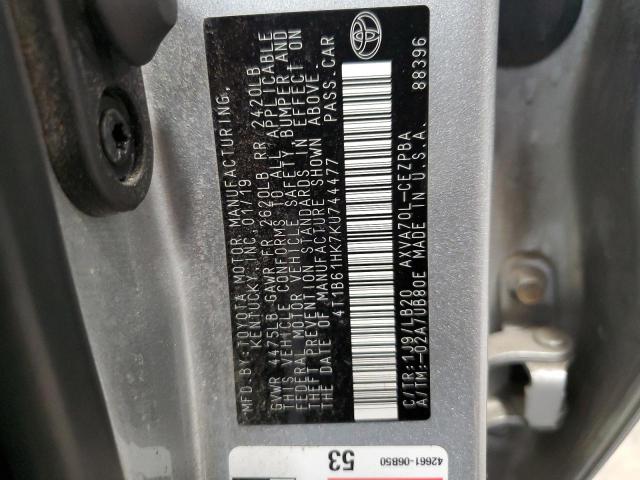 MFD.BY:TOYOTA MOTOR MANUFACTURING,
KENTUCKY, INC. 01/19
GVWR 4475LB GAWR FR 2620LB RR 2420LB
THIS VEHICLE CONFORMS TO ALL APPLICABLE
FEDERAL MOTOR VEHICLE SAFETY, BUMPER AND
THEFT PREVENTION STANDARDS IN EFFECT ON
THE DATE OF MANUFACTURE SHOWN ABOVE.
4T1B61HK7KU744477 PASS.CAR
C/TR:1J9/47B20 AXVA70L-CEZPBA
A/TM:-02A/UB80E MADE IN U.S.A. 88396
42661-06B50
53